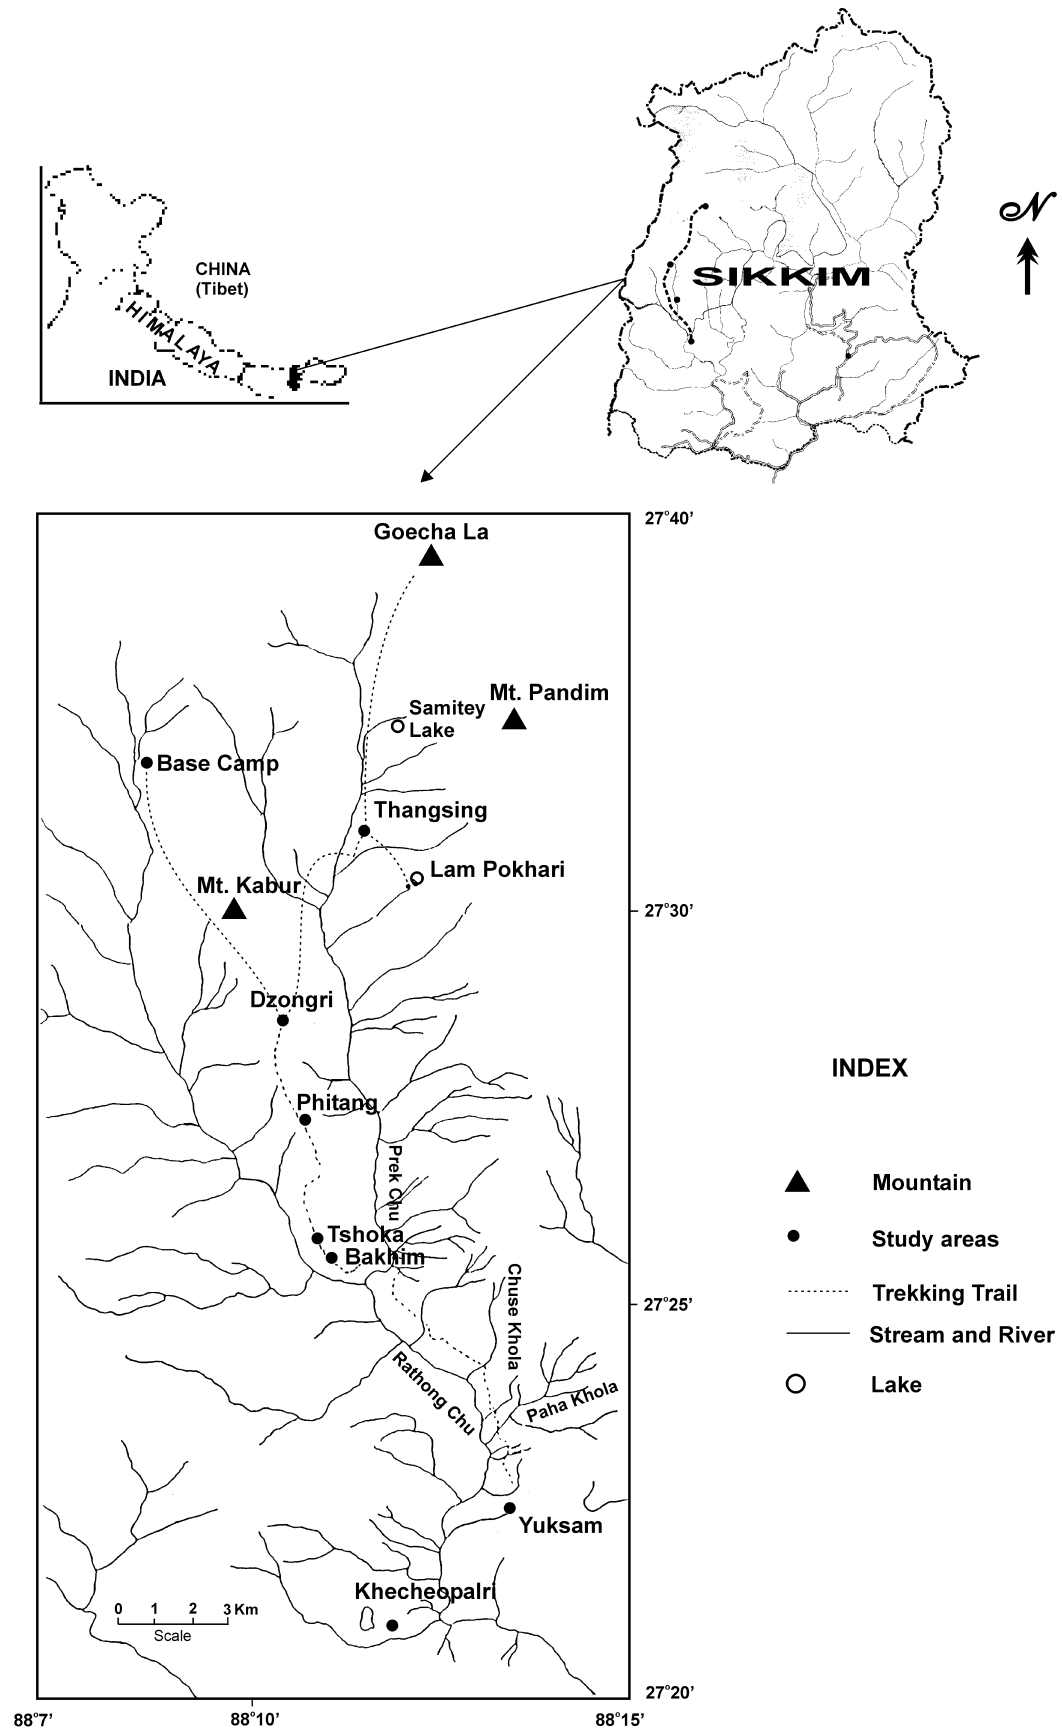 N
SIKKIM
CHINA
(Tibet)
HIMALAYA
INDIA
27°40’
Goecha La
Mt. Pandim
Samitey
Lake
Base Camp
Thangsing
Lam Pokhari
Mt. Kabur
27°30’
Dzongri
INDEX
Phitang
Prek Chu
Mountain
Tshoka
Study areas
Bakhim
Chuse Khola
Trekking Trail
27°25’
Stream and River
Rathong Chu
Lake
Paha Khola
Yuksam
Khecheopalri
0 1 2 3 Km
Scale
27°20’
88°7’ 88°10’ 88°15’